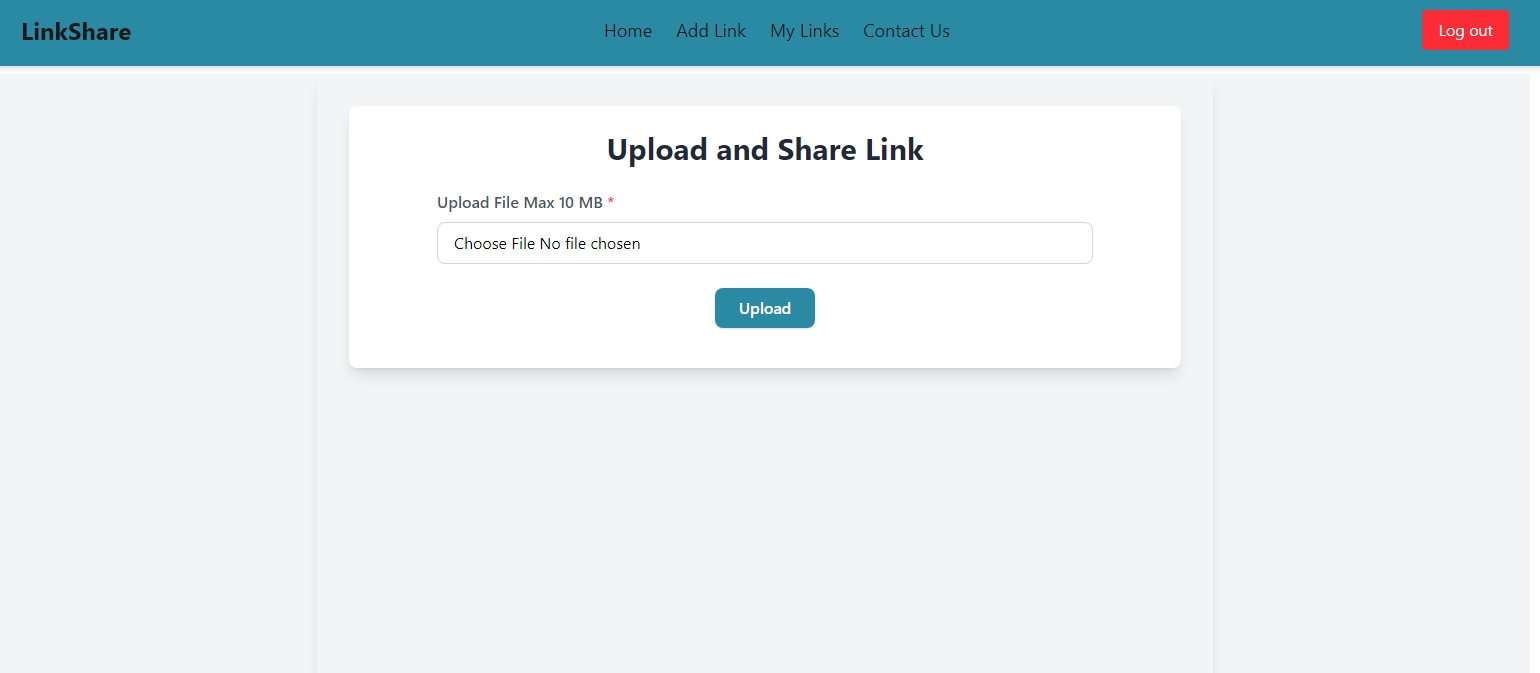 LinkShare Home Add Link My Links Contact Us Log out
Upload and Share Link
Upload File Max 10 MB *
Choose File No file chosen
Upload